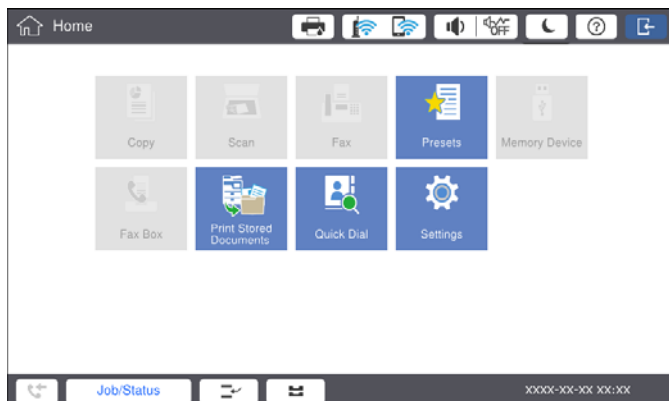 Home
OFF
Copy
Scan
Fax
Presets
Memory Device
Fax Box
Print Stored
Documents
Quick Dial
Settings
Job/Status
XXXX-XX-XX XX:XX